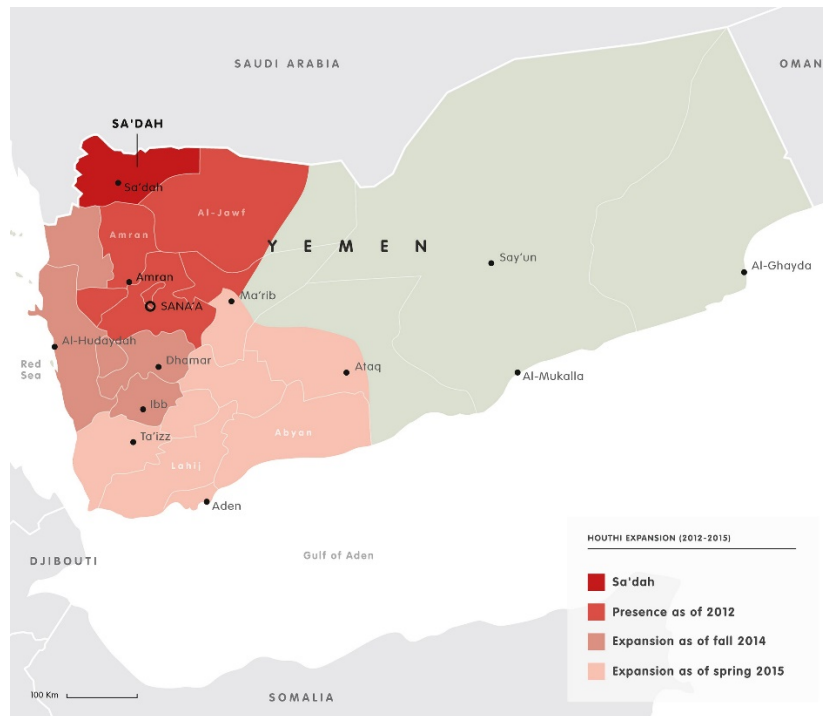 SAUDI ARABIA
OMAN
SA'DAH
Sa'dah
Al-Jawf
Amran
YEMEN
Say'un
Al-Ghayda
Amran
Ma'rib
SANA'A
Al-Hudaydah
Dhamar
Red
Sea
Ataq
Al-Mukalla
Ibb
Abyan
Ta'izz
Lahij
Aden
Gulf of Aden
DJIBOUTI
HOUTHI EXPANSION (2012-2015)
Sa'dah
Presence as of 2012
Expansion as of fall 2014
Expansion as of spring 2015
100 Km
SOMALIA